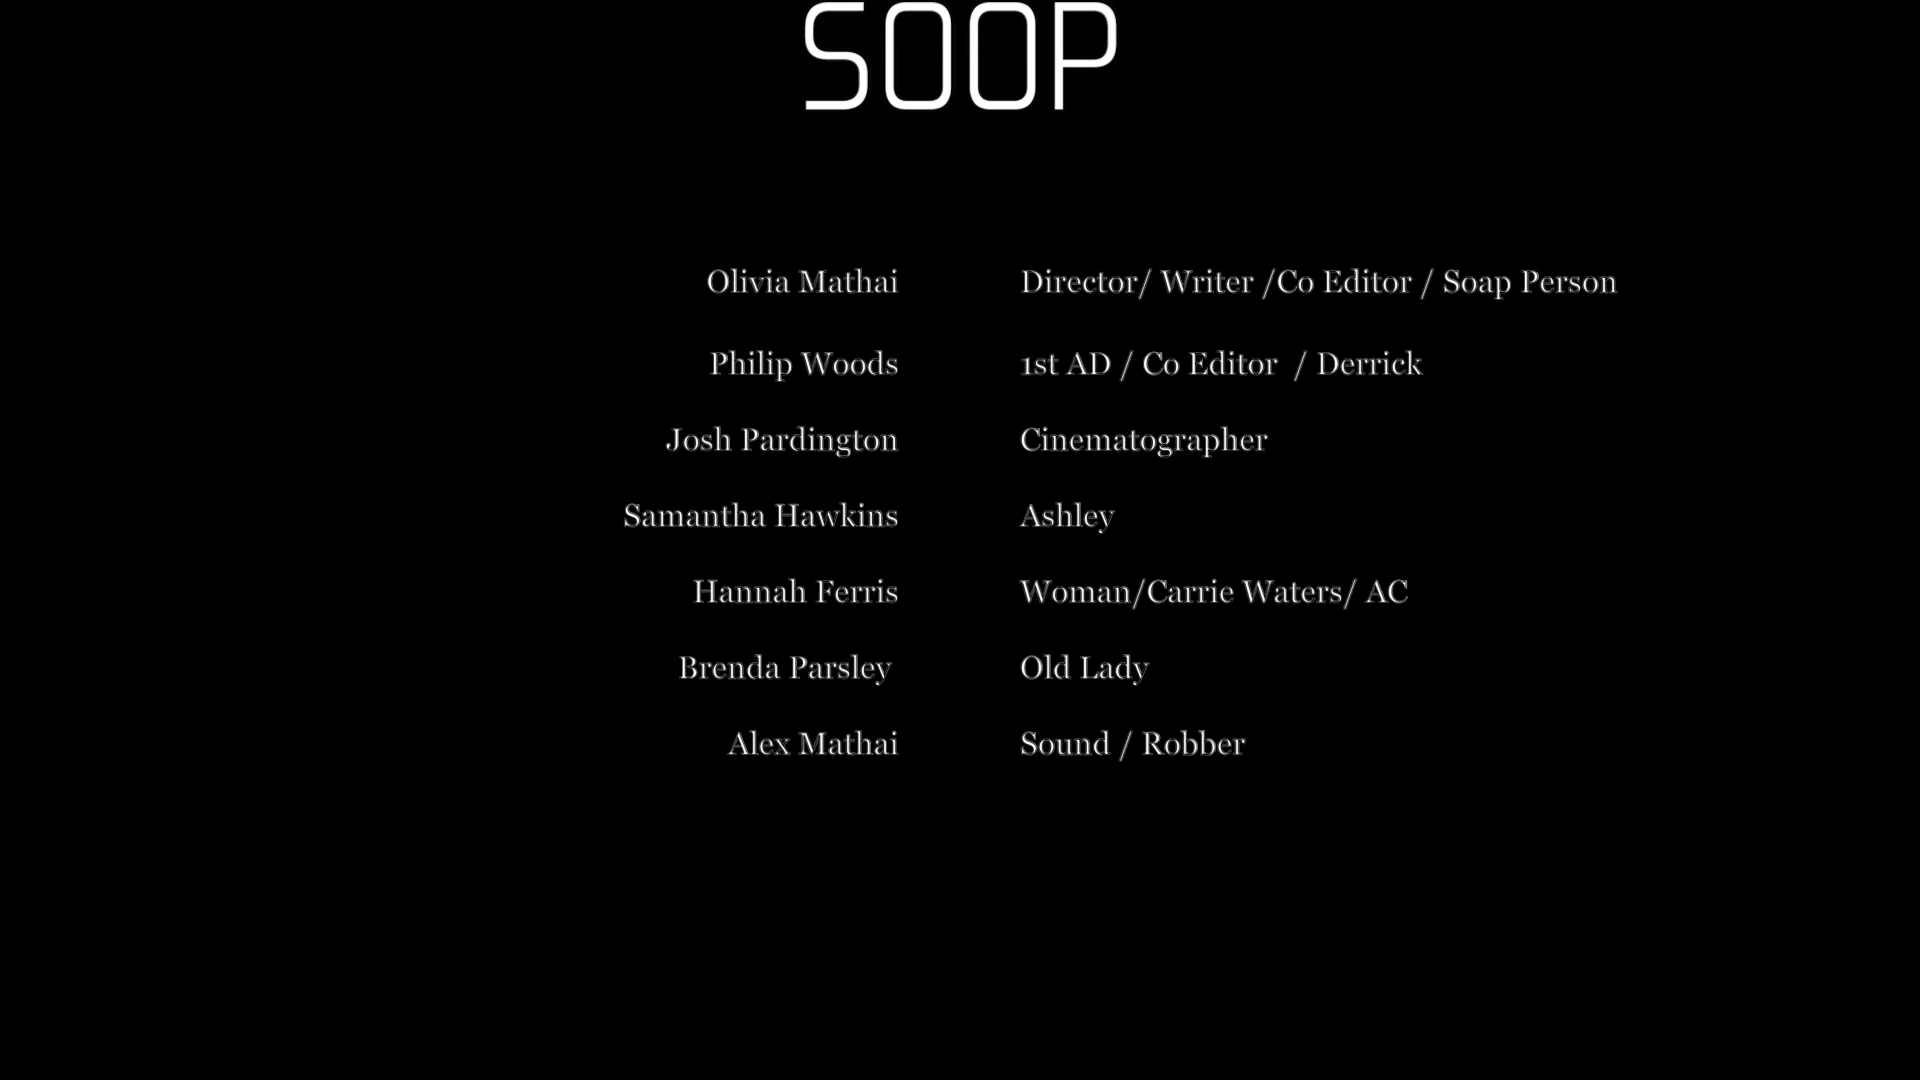 SOOP
Olivia Mathai Director/ Writer /Co Editor / Soap Person
Philip Woods 1st AD / Co Editor / Derrick
Josh Pardington Cinematographer
Samantha Hawkins Ashley
Hannah Ferris Woman/Carrie Waters/ AC
Brenda Parsley Old Lady
Alex Mathai Sound / Robber